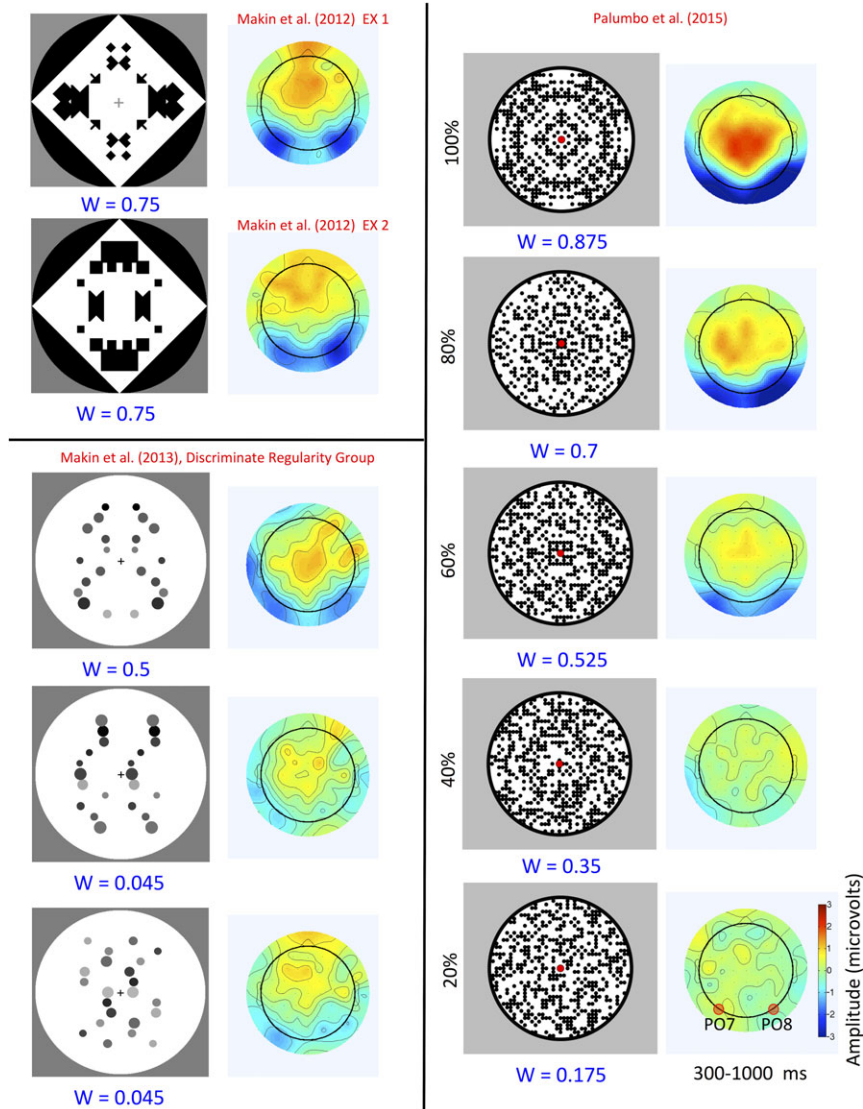 Makin et al. (2012) EX 1
W = 0.75
Makin et al. (2012) EX 2
W = 0.75
Makin et al. (2013), Discriminate Regularity Group
W = 0.5
W = 0.045
W = 0.045
Palumbo et al. (2015)
100%
W = 0.875
80%
W = 0.7
60%
W = 0.525
40%
W = 0.35
20%
W = 0.175
PO7 PO8
300-1000 ms
3
2
1
0
-1
-2
-3
Amplitude (microvolts)